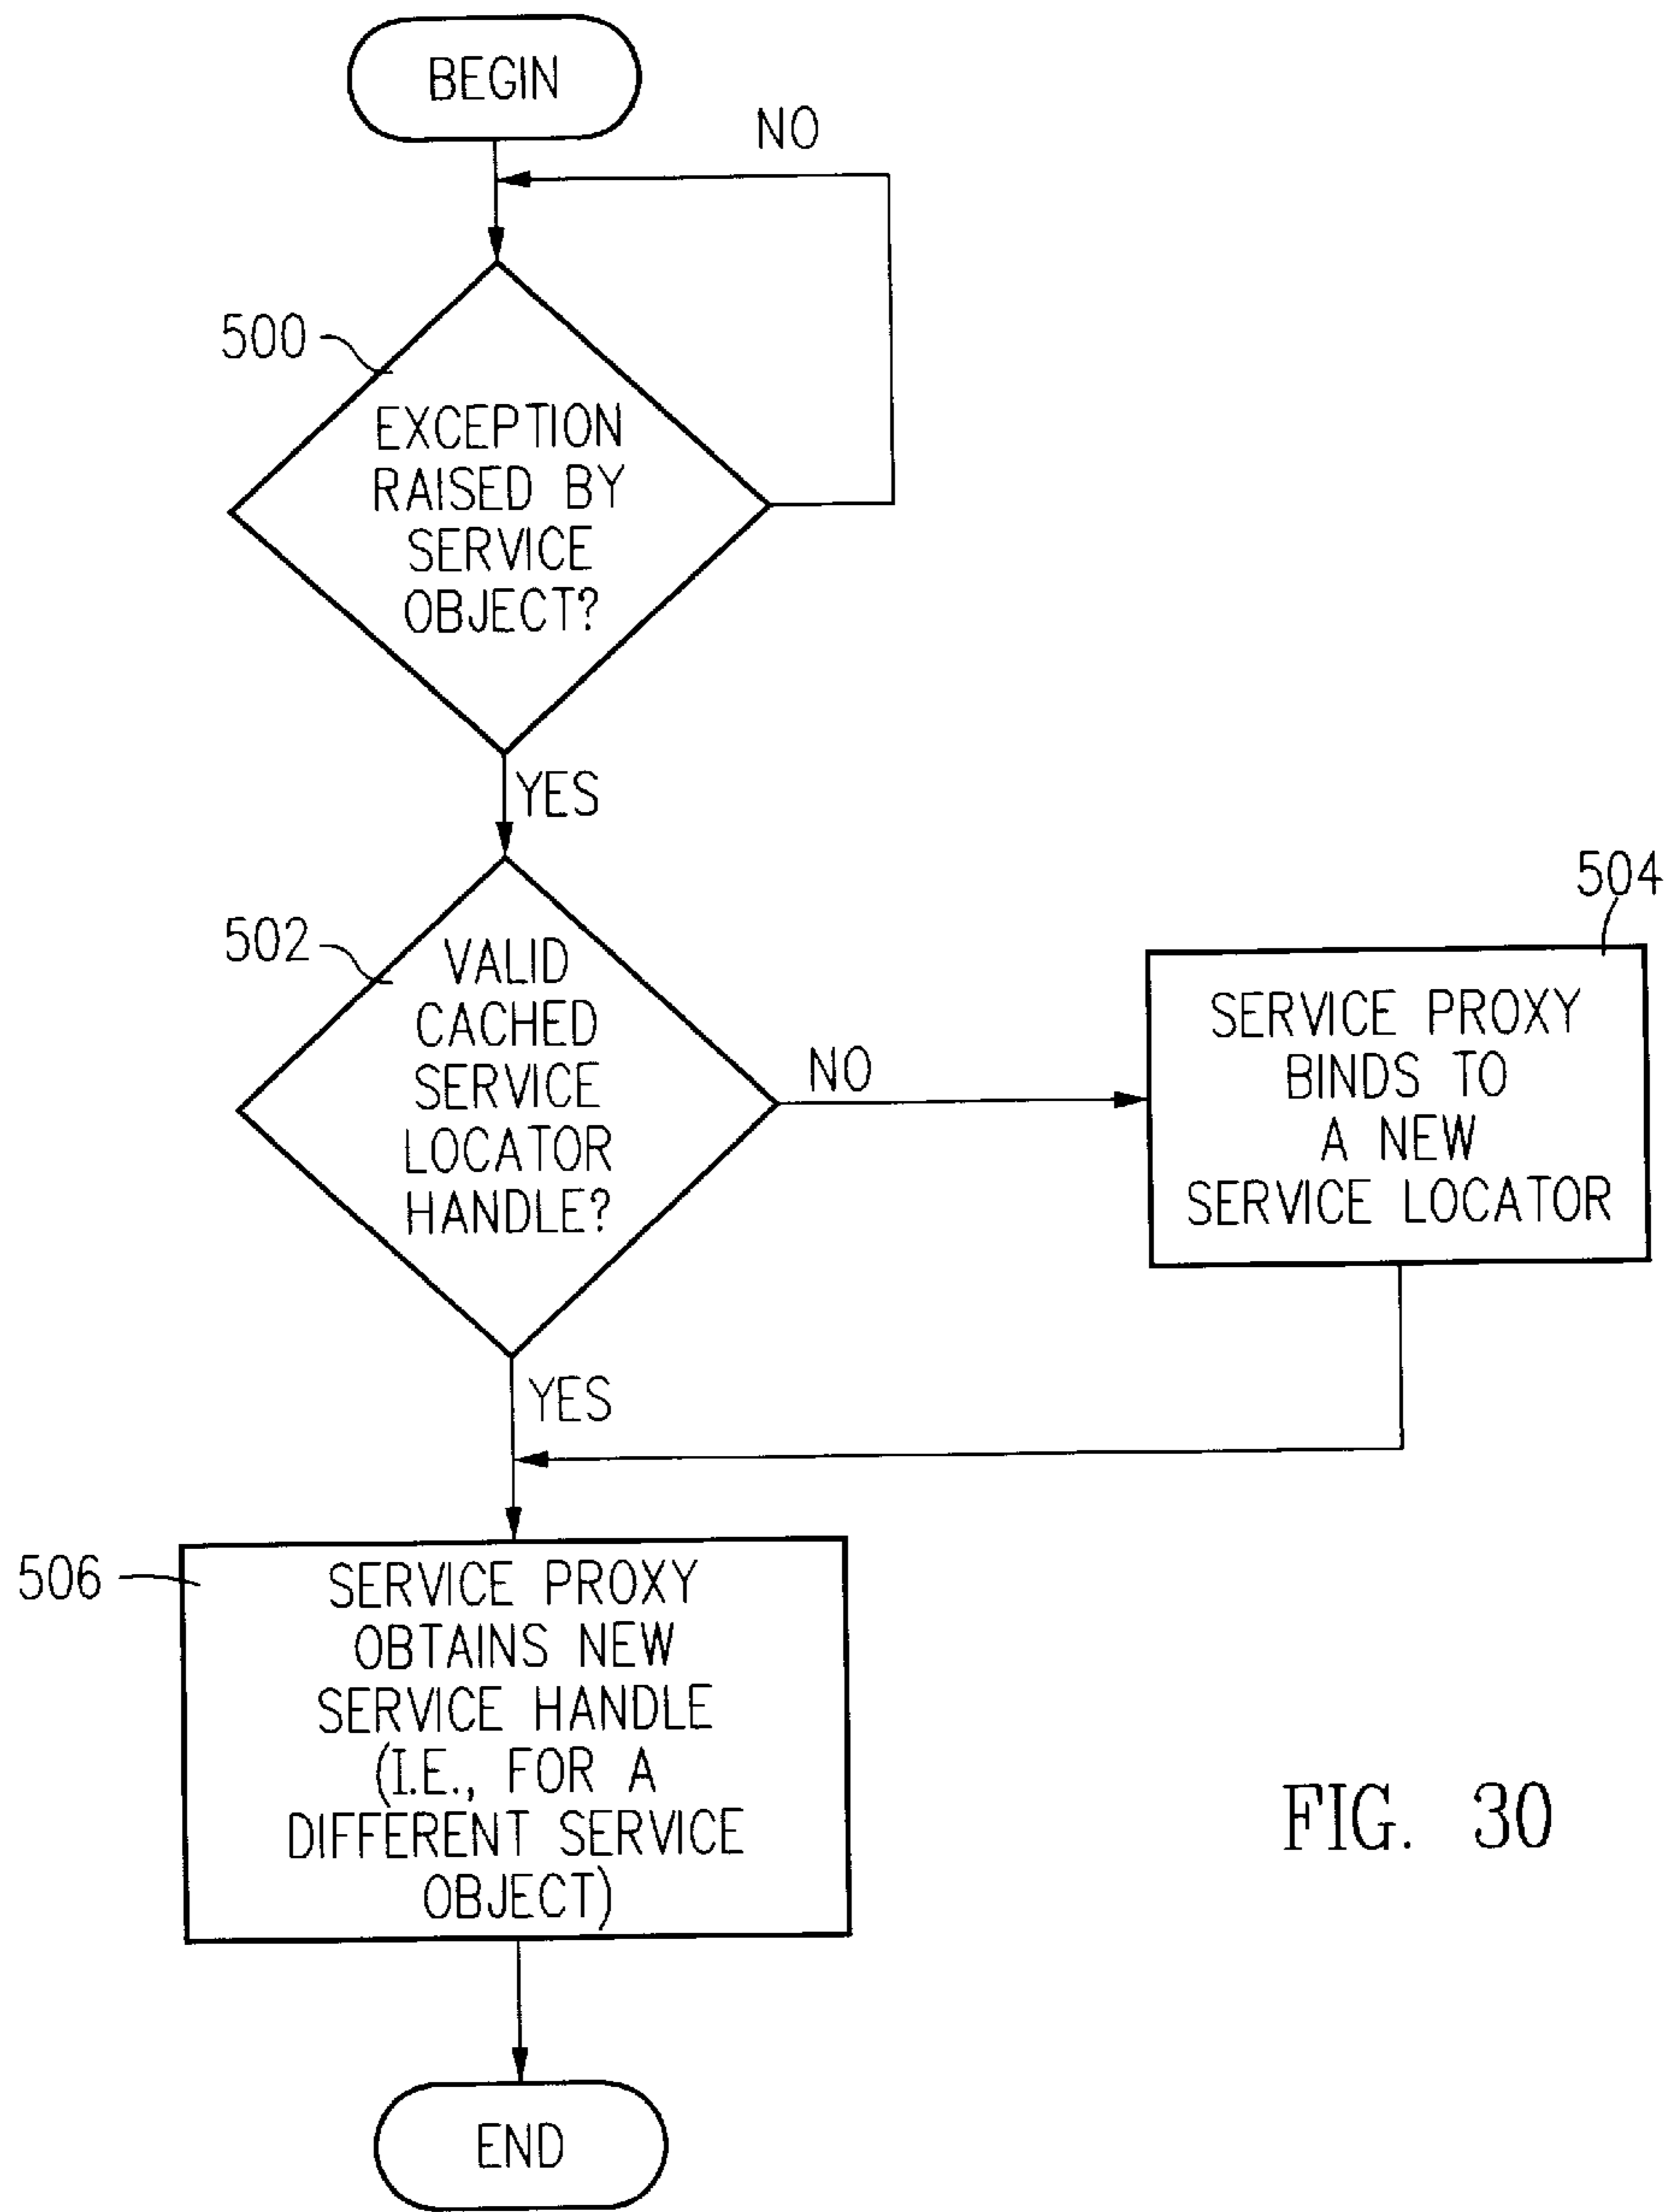 BEGIN
NO
500
EXCEPTION
RAISED BY
SERVICE
OBJECT?
YES
502
VALID
CACHED
SERVICE
LOCATOR
HANDLE?
NO
504
SERVICE PROXY
BINDS TO
A NEW
SERVICE LOCATOR
YES
506
SERVICE PROXY
OBTAINS NEW
SERVICE HANDLE
(I.E., FOR A
DIFFERENT SERVICE
OBJECT)
END
FIG. 30